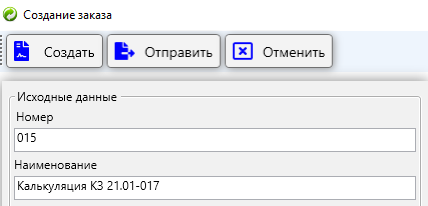 Создание заказа
Создать Отправить Отменить
Исходные данные
Номер
015
Наименование
Калькуляция КЗ 21.01-017